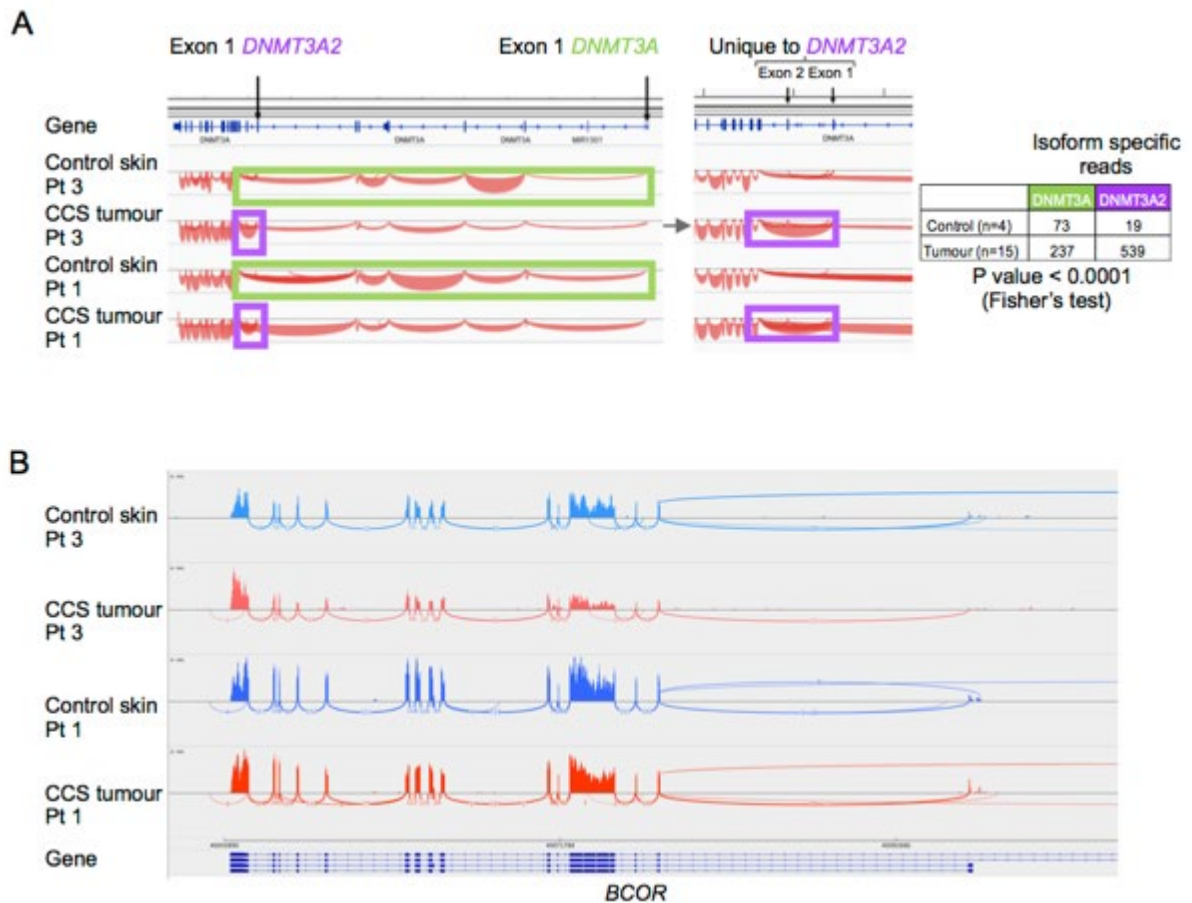 A
Exon 1 DNMT3A2
Exon 1 DNMT3A
Unique to DNMT3A2
Exon 2 Exon 1
Gene
DNMT3A
DNMT3A
DNMT3A
MIR1301
DNMT3A
Control skin
Pt 3
CCS tumour
Pt 3
Control skin
Pt 1
CCS tumour
Pt 1
Isoform specific
reads
DNMT3A DNMT3A2
Control (n=4) 73 19
Tumour (n=15) 237 539
P value < 0.0001
(Fisher's test)
B
Control skin
Pt 3
CCS tumour
Pt 3
Control skin
Pt 1
CCS tumour
Pt 1
Gene
BCOR